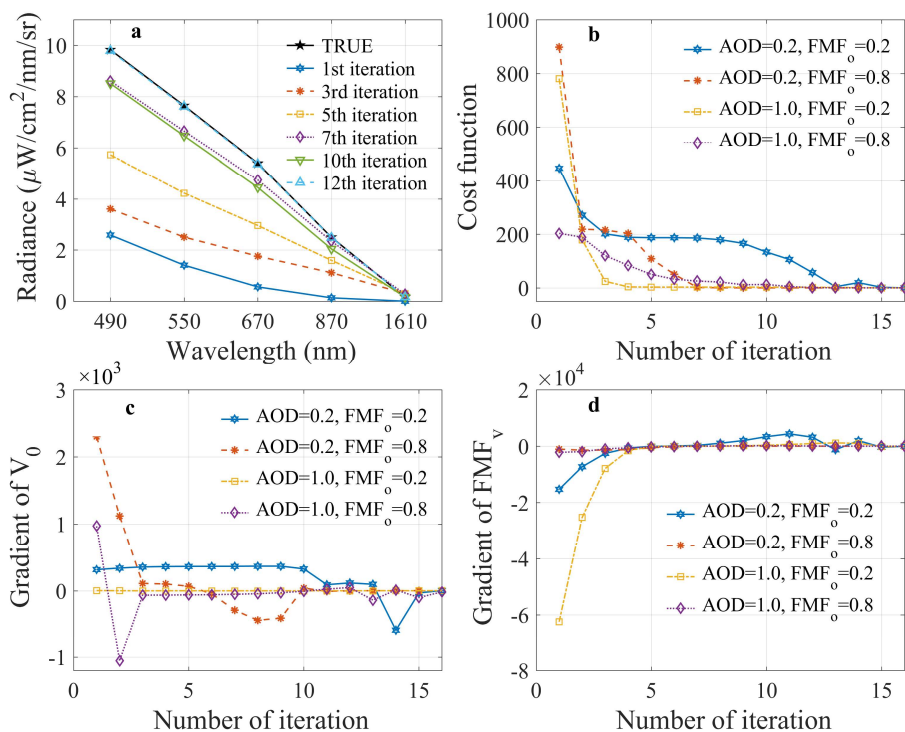 a
TRUE
1st iteration
3rd iteration
5th iteration
7th iteration
10th iteration
12th iteration
10
8
6
4
2
0
490 550 670 870 1610
Radiance (μW/cm²/nm/sr)
Wavelength (nm)
b
AOD=0.2, FMFₒ=0.2
AOD=0.2, FMFₒ=0.8
AOD=1.0, FMFₒ=0.2
AOD=1.0, FMFₒ=0.8
1000
800
600
400
200
0
0 5 10 15
Cost function
Number of iteration
×10³
c
AOD=0.2, FMFₒ=0.2
AOD=0.2, FMFₒ=0.8
AOD=1.0, FMFₒ=0.2
AOD=1.0, FMFₒ=0.8
3
2
1
0
-1
0 5 10 15
Gradient of V₀
Number of iteration
×10⁴
d
AOD=0.2, FMFₒ=0.2
AOD=0.2, FMFₒ=0.8
AOD=1.0, FMFₒ=0.2
AOD=1.0, FMFₒ=0.8
2
0
-2
-4
-6
-8
0 5 10 15
Gradient of FMFᵥ
Number of iteration